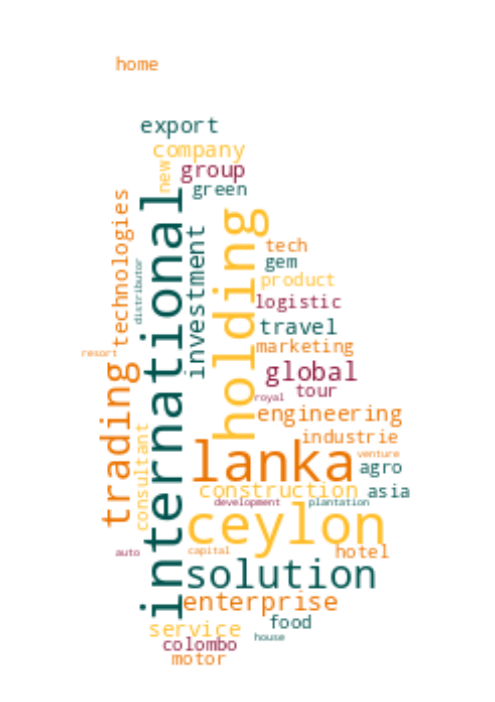 home
export
company
new
group
green
international
technologies
distributor
investment
holding
tech
gem
product
logistic
travel
marketing
resort
trading
global
tour
royal
engineering
consultant
industrie
lanka
venture
agro
construction
asia
development
plantation
ceylon
auto
capital
hotel
solution
enterprise
service
food
house
colombo
motor